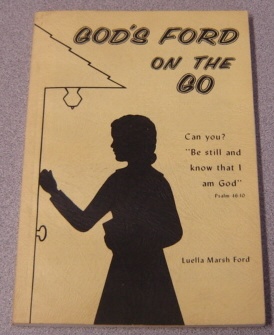 GOD'S FORD
ON THE
GO
Can you?
"Be still and
know that I
am God"
Psalm 46:10
Luella Marsh Ford